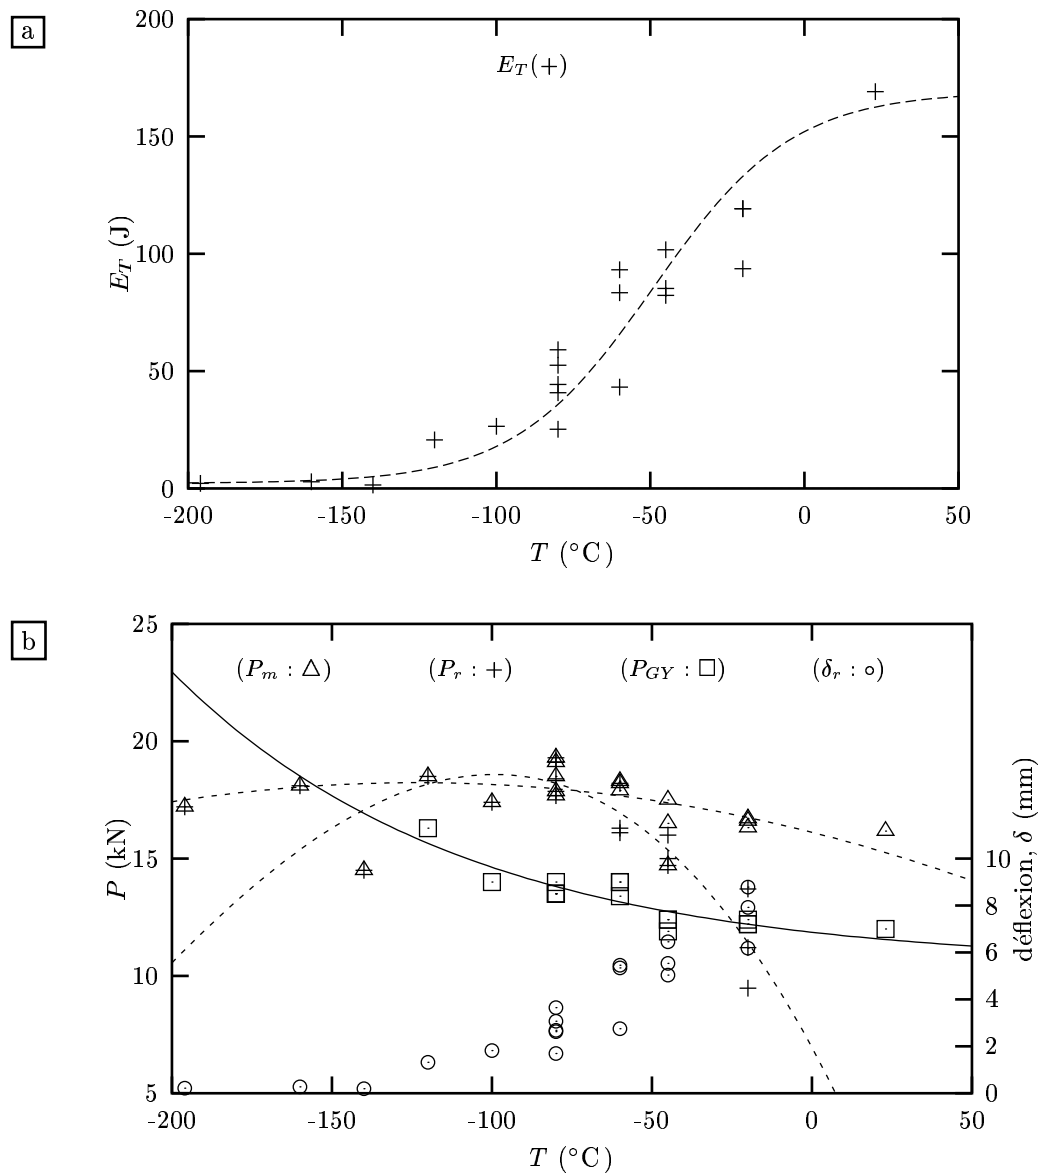 a
E_T(+)
200
150
100
50
0
E_T (J)
-200 -150 -100 -50 0 50
T (°C)
b
(P_m : △) (P_r : +) (P_GY : □) (δ_r : ∘)
25
20
15
10
5
P (kN)
10
8
6
4
2
0
déflexion, δ (mm)
-200 -150 -100 -50 0 50
T (°C)